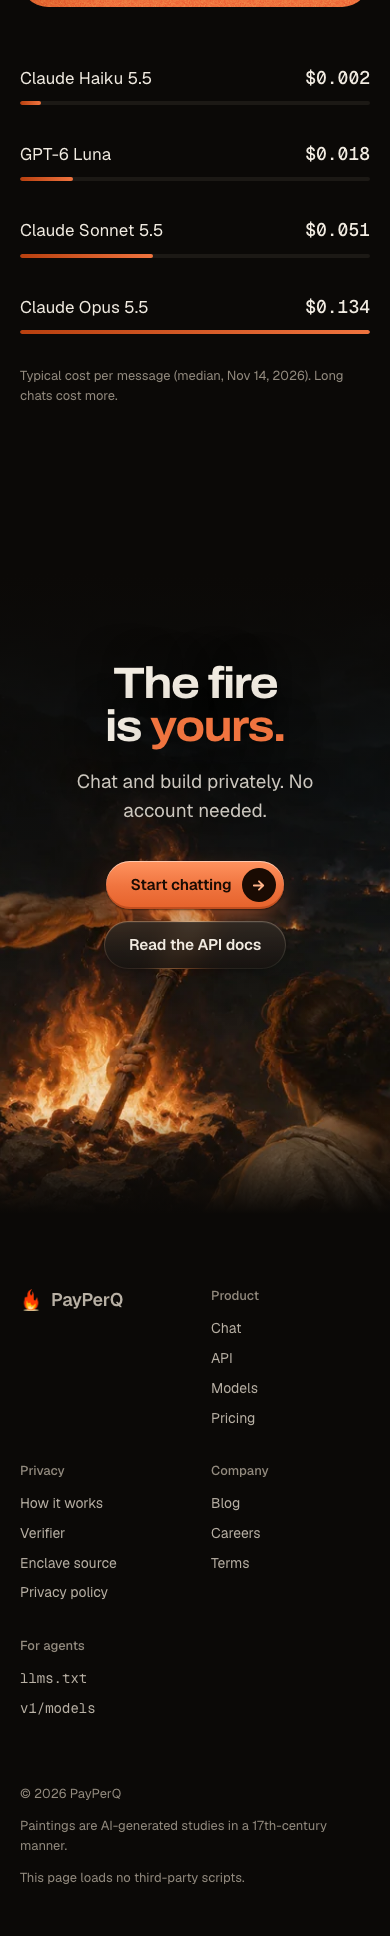 Claude Haiku 5.5
$0.002
GPT-6 Luna
$0.018
Claude Sonnet 5.5
$0.051
Claude Opus 5.5
$0.134
Typical cost per message (median, Nov 14, 2026). Long
chats cost more.
The fire
is yours.
Chat and build privately. No
account needed.
Start chatting
Read the API docs
PayPerQ
Product
Chat
API
Models
Pricing
Privacy
How it works
Verifier
Enclave source
Privacy policy
Company
Blog
Careers
Terms
For agents
llms.txt
v1/models
© 2026 PayPerQ
Paintings are AI-generated studies in a 17th-century
manner.
This page loads no third-party scripts.